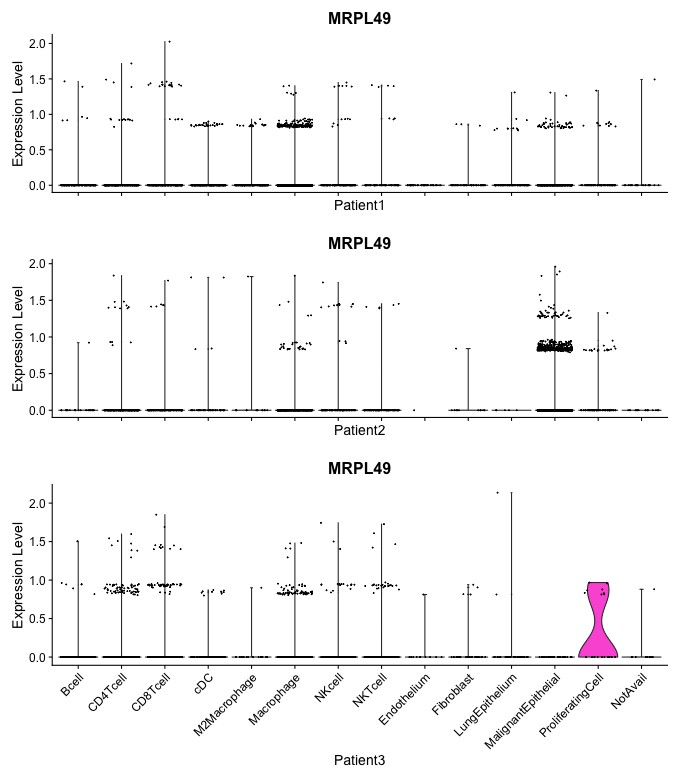 MRPL49
Expression Level
2.0
1.5
1.0
0.5
0.0
Patient1
MRPL49
Expression Level
2.0
1.5
1.0
0.5
0.0
Patient2
MRPL49
Expression Level
2.0
1.5
1.0
0.5
0.0
Bcell
CD4Tcell
CD8Tcell
cDC
M2Macrophage
Macrophage
NKcell
NKTcell
Endothelium
Fibroblast
LungEpithelium
MalignantEpithelial
ProliferatingCell
NotAvail
Patient3